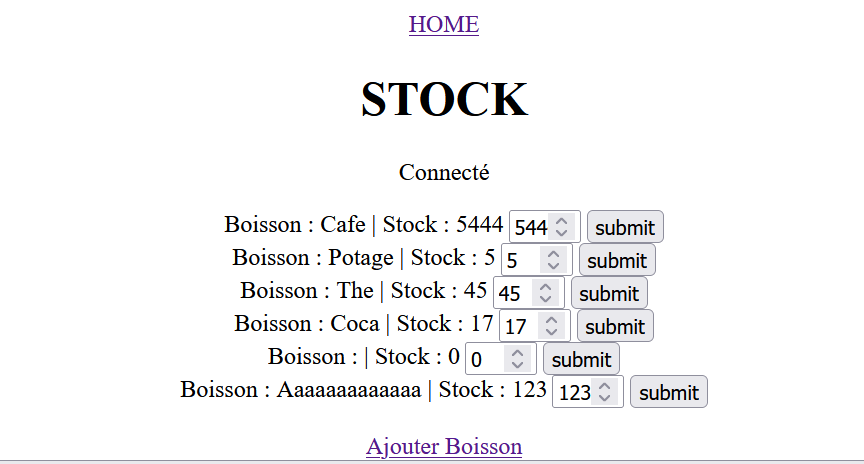 HOME
STOCK
Connecté
Boisson : Cafe | Stock : 5444 544 submit
Boisson : Potage | Stock : 5 5 submit
Boisson : The | Stock : 45 45 submit
Boisson : Coca | Stock : 17 17 submit
Boisson : | Stock : 0 0 submit
Boisson : Aaaaaaaaaaaaa | Stock : 123 123 submit
Ajouter Boisson